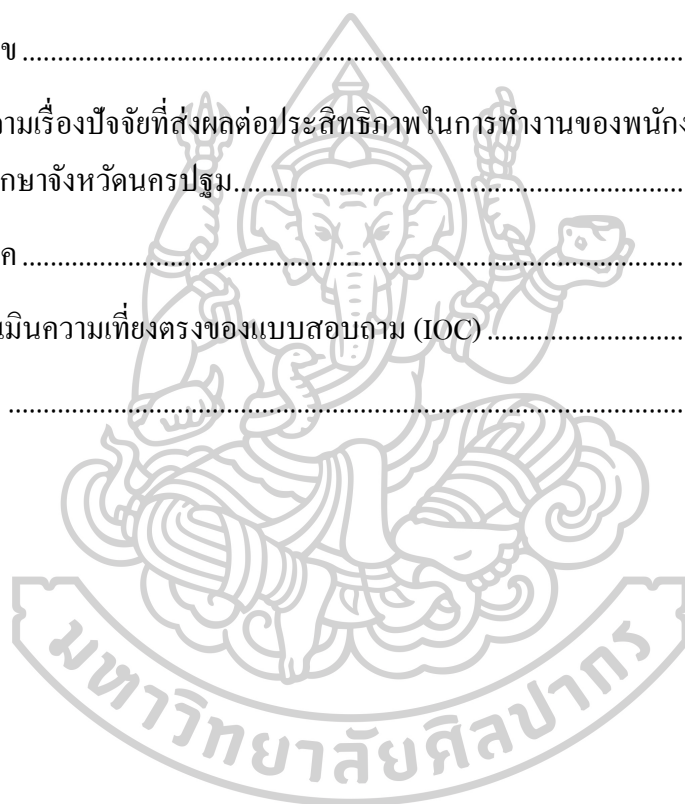 ข ........................................................................................................
ามเรื่องปัจจัยที่ส่งผลต่อประสิทธิภาพในการทำงานของพนักง
กษาจังหวัดนครปฐม........................................................................
ค ........................................................................................................
เมินความเที่ยงตรงของแบบสอบถาม (IOC) ..............................
........................................................................................................
มหาวิทยาลัยศิลปากร